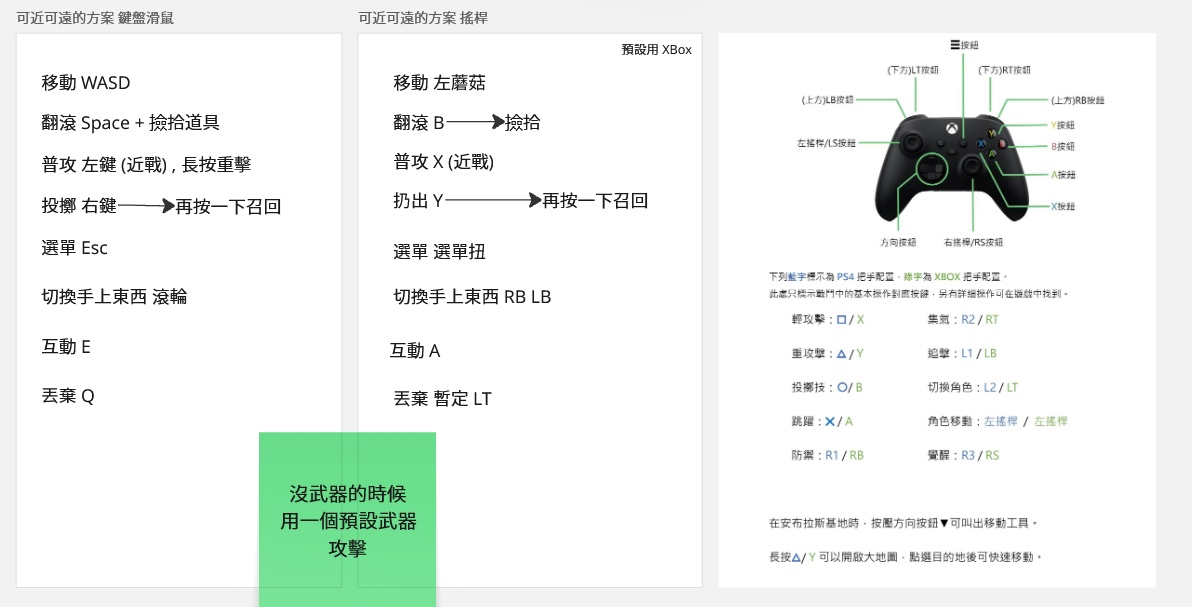 可近可遠的方案 鍵盤滑鼠
移動 WASD
翻滾 Space + 撿拾道具
普攻 左鍵 (近戰) , 長按重擊
投擲 右鍵 再按一下召回
選單 Esc
切換手上東西 滾輪
互動 E
丟棄 Q
沒武器的時候
用一個預設武器
攻擊
可近可遠的方案 搖桿
預設用 XBox
移動 左蘑菇
翻滾 B 撿拾
普攻 X (近戰)
扔出 Y 再按一下召回
選單 選單扭
切換手上東西 RB LB
互動 A
丟棄 暫定 LT
☰按鈕
(下方)LT按鈕
(下方)RT按鈕
(上方)LB按鈕
(上方)RB按鈕
Y按鈕
左搖桿/LS按鈕
B按鈕
A按鈕
X按鈕
方向按鈕
右搖桿/RS按鈕
下列藍字標示為 PS4 把手配置，綠字為 XBOX 把手配置。
此處只標示戰鬥中的基本操作對應按鍵，另有詳細操作可在遊戲中找到。
輕攻擊：□ / X
集氣：R2 / RT
重攻擊：△ / Y
追擊：L1 / LB
投擲技：○ / B
切換角色：L2 / LT
跳躍：✕ / A
角色移動：左搖桿 / 左搖桿
防禦：R1 / RB
覺醒：R3 / RS
在安布拉斯基地時，按壓方向按鈕▼可叫出移動工具。
長按△/ Y 可以開啟大地圖，點選目的地後可快速移動。